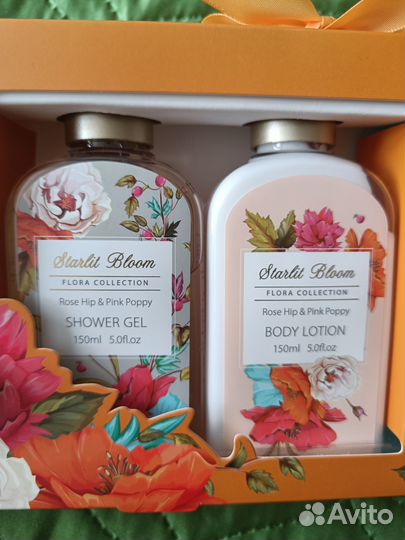 Starlit Bloom
FLORA COLLECTION
Rose Hip & Pink Poppy
SHOWER GEL
150ml 5.0fl.oz
Starlit Bloom
FLORA COLLECTION
Rose Hip & Pink Poppy
BODY LOTION
150ml 5.0fl.oz
Avito